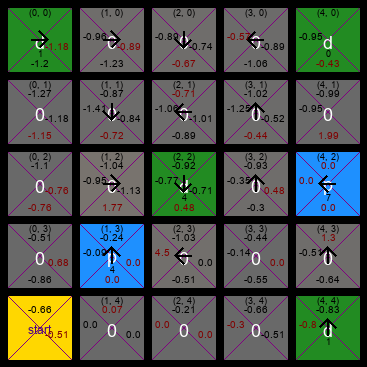 (0, 0) (1, 0) (2, 0) (3, 0) (4, 0)
-0.96 -0.89 -0.57 -0.95 d
-1.18 -0.89 -0.74 -0.89 0
-1.2 -1.23 -0.67 -1.06 -0.43
(0, 1) (1, 1) (2, 1) (3, 1) (4, 1)
-1.27 -0.87 -0.71 -1.02 -0.99
0 -1.18 -0.84 -1.01 -0.52 -0.95 0
-1.15 -0.72 -0.89 -0.44 1.99
(0, 2) (1, 2) (2, 2) (3, 2) (4, 2)
-1.1 -1.04 -0.92 -0.93 0.0
0 -0.76 -0.95 -1.13 -0.77 -0.71 -0.35 0.48 0.0
4 7
-0.76 1.77 0.48 -0.3 0.0
(0, 3) (1, 3) (2, 3) (3, 3) (4, 3)
-0.51 -0.24 -1.03 -0.44 1.3
0 -0.68 -0.09 0.0 4.5 0.0 0.0 -0.51
4
-0.86 0.0 -0.51 -0.55 -0.64
(1, 4) (2, 4) (3, 4) (4, 4)
-0.66 0.07 -0.21 -0.66 -0.83
start -0.51 0.0 0 0.0 0.0 0 0.0 -0.3 0 -0.51 -0.8 d
1